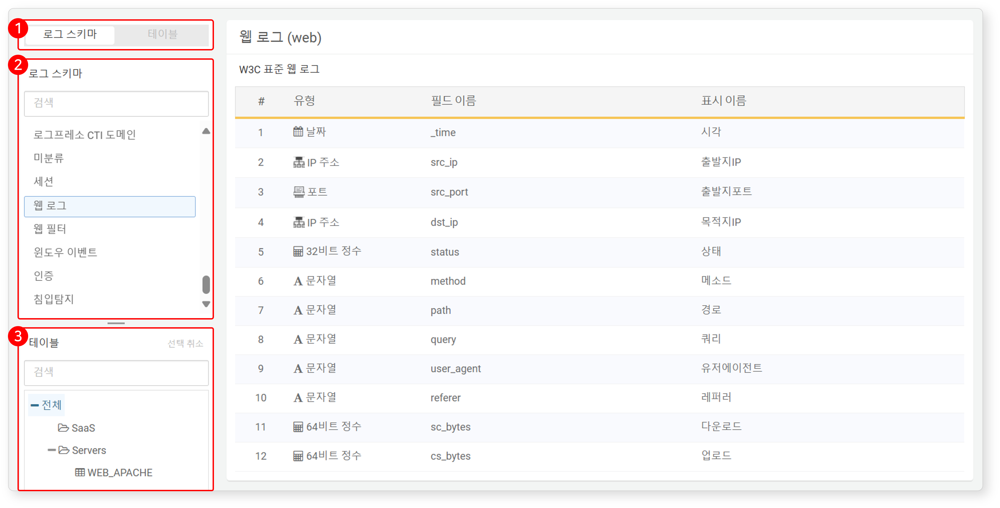 1
로그 스키마 테이블
2
로그 스키마
검색
로그프레소 CTI 도메인
미분류
세션
웹 로그
웹 필터
윈도우 이벤트
인증
침입탐지
3
테이블 선택 취소
검색
전체
SaaS
Servers
WEB_APACHE
웹 로그 (web)
W3C 표준 웹 로그
# 유형 필드 이름 표시 이름
1 날짜 _time 시각
2 IP 주소 src_ip 출발지IP
3 포트 src_port 출발지포트
4 IP 주소 dst_ip 목적지IP
5 32비트 정수 status 상태
6 A 문자열 method 메소드
7 A 문자열 path 경로
8 A 문자열 query 쿼리
9 A 문자열 user_agent 유저에이전트
10 A 문자열 referer 레퍼러
11 64비트 정수 sc_bytes 다운로드
12 64비트 정수 cs_bytes 업로드